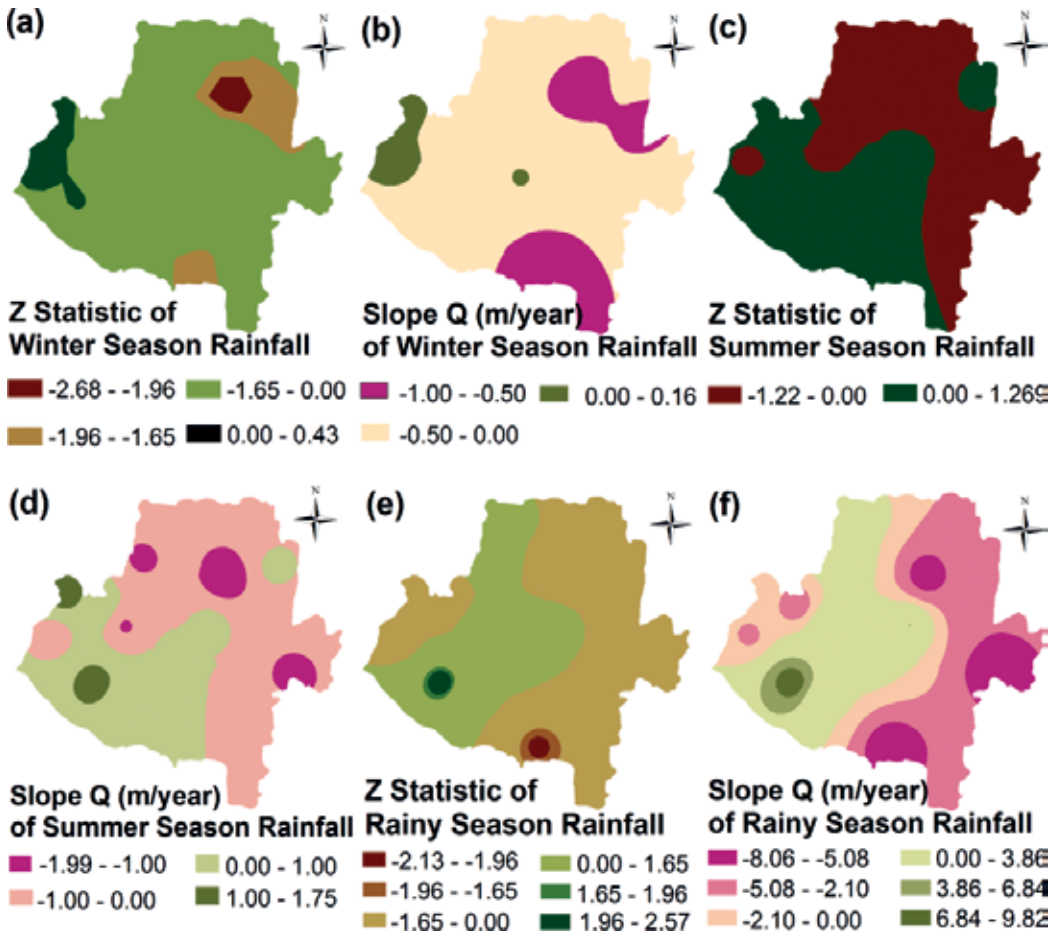 (a)
N
(b)
N
(c)
N
Z Statistic of
Winter Season Rainfall
-2.68 - -1.96
-1.65 - 0.00
-1.96 - -1.65
0.00 - 0.43
Slope Q (m/year)
of Winter Season Rainfall
-1.00 - -0.50
0.00 - 0.16
-0.50 - 0.00
Z Statistic of
Summer Season Rainfall
-1.22 - 0.00
0.00 - 1.269
(d)
N
(e)
N
(f)
N
Slope Q (m/year)
of Summer Season Rainfall
-1.99 - -1.00
0.00 - 1.00
-1.00 - 0.00
1.00 - 1.75
Z Statistic of
Rainy Season Rainfall
-2.13 - -1.96
0.00 - 1.65
-1.96 - -1.65
1.65 - 1.96
-1.65 - 0.00
1.96 - 2.57
Slope Q (m/year)
of Rainy Season Rainfall
-8.06 - -5.08
0.00 - 3.86
-5.08 - -2.10
3.86 - 6.84
-2.10 - 0.00
6.84 - 9.82